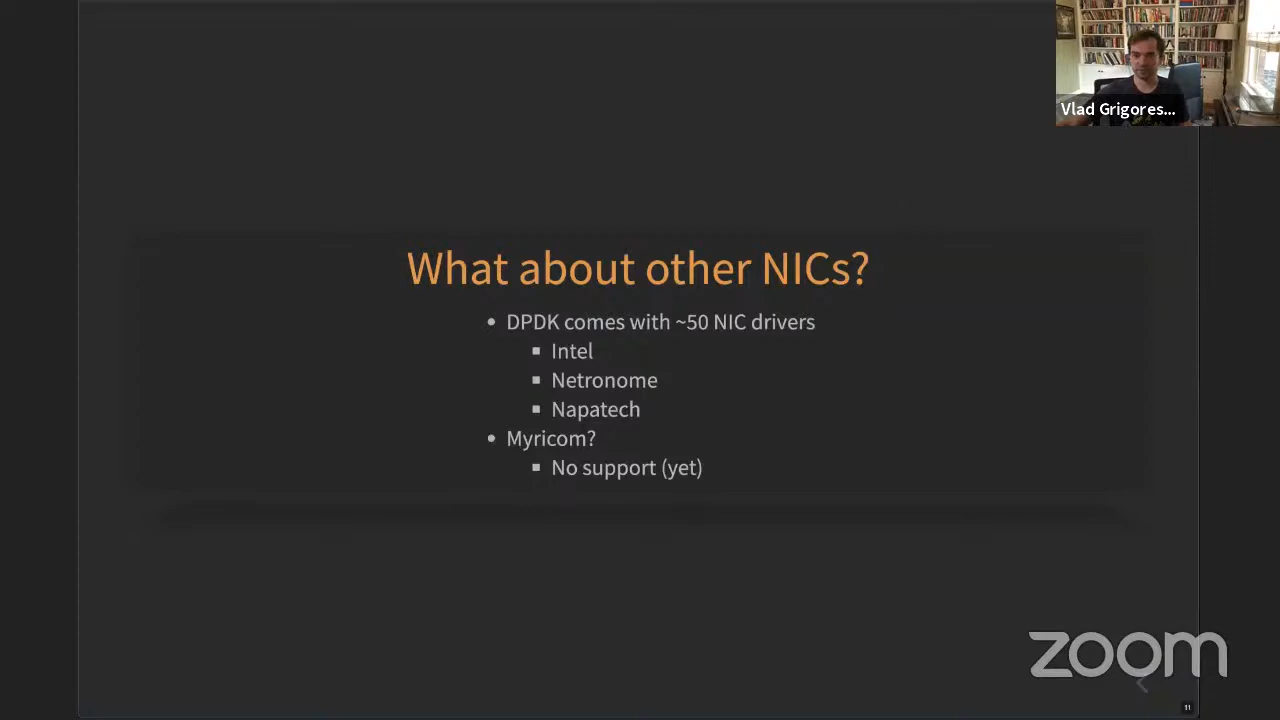 Vlad Grigores...
What about other NICs?
• DPDK comes with ~50 NIC drivers
▪ Intel
▪ Netronome
▪ Napatech
• Myricom?
▪ No support (yet)
zoom
11